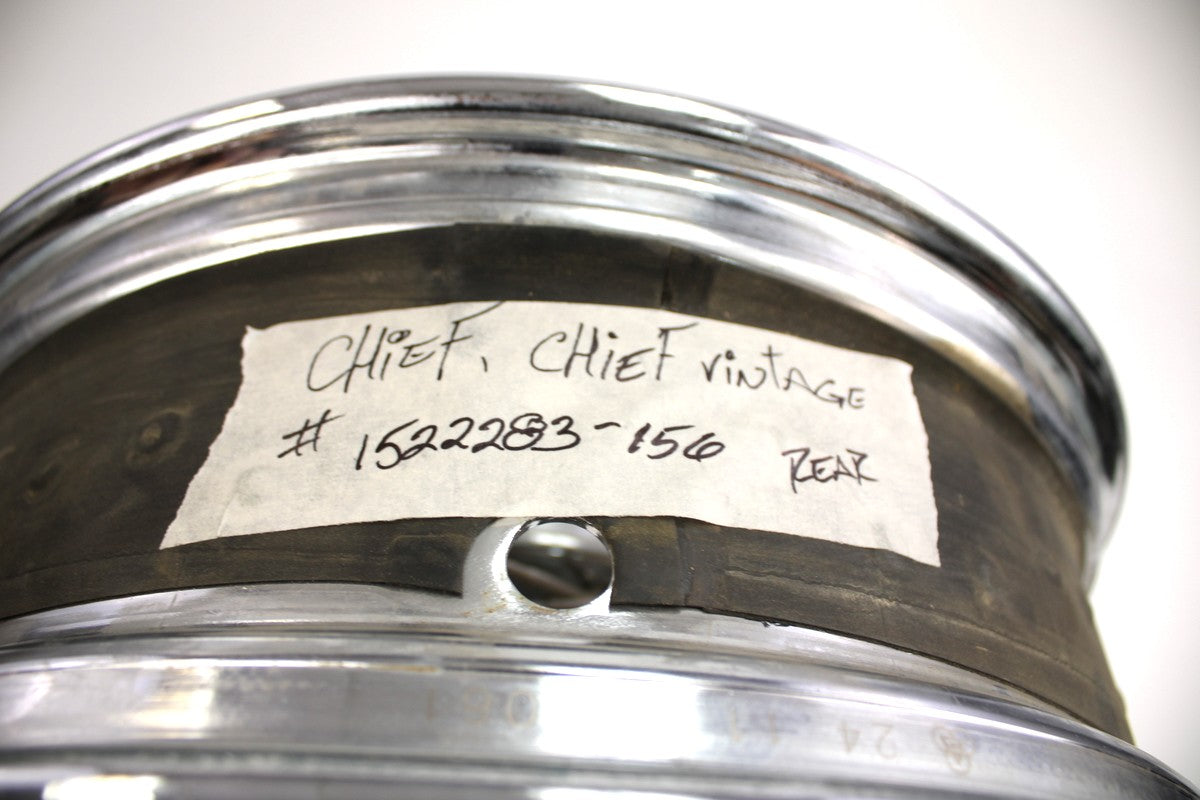 CHiEF, CHiEF viNtAGE
# 1522283-156 REAR